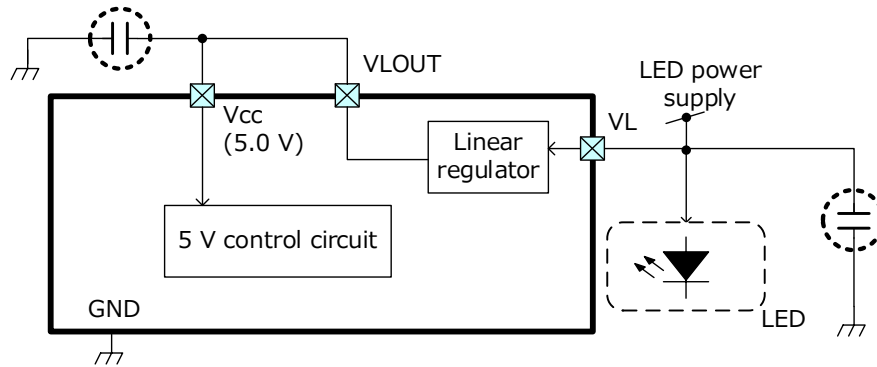 VLOUT
LED power
supply
Vcc
(5.0 V)
VL
Linear
regulator
5 V control circuit
GND
LED